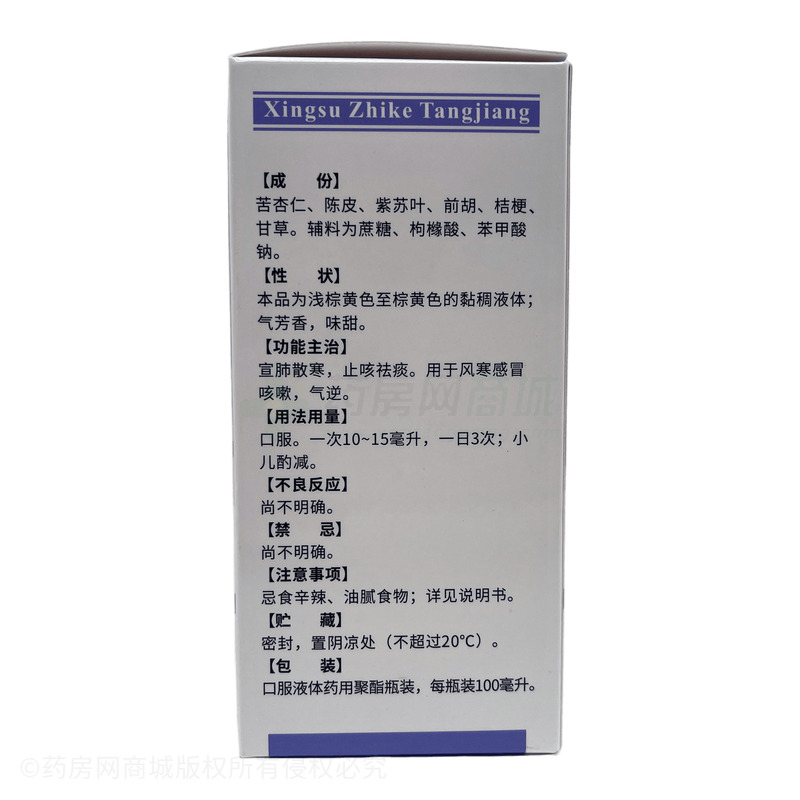 Xingsu Zhike Tangjiang
【成　份】
苦杏仁、陈皮、紫苏叶、前胡、桔梗、
甘草。辅料为蔗糖、枸橼酸、苯甲酸
钠。
【性　状】
本品为浅棕黄色至棕黄色的黏稠液体；
气芳香，味甜。
【功能主治】
宣肺散寒，止咳祛痰。用于风寒感冒
咳嗽，气逆。
药房网商城
【用法用量】
口服。一次10~15毫升，一日3次；小
儿酌减。
【不良反应】
尚不明确。
【禁　忌】
尚不明确。
【注意事项】
忌食辛辣、油腻食物；详见说明书。
【贮　藏】
密封，置阴凉处（不超过20℃）。
【包　装】
口服液体药用聚酯瓶装，每瓶装100毫升。
©药房网商城版权所有侵权必究